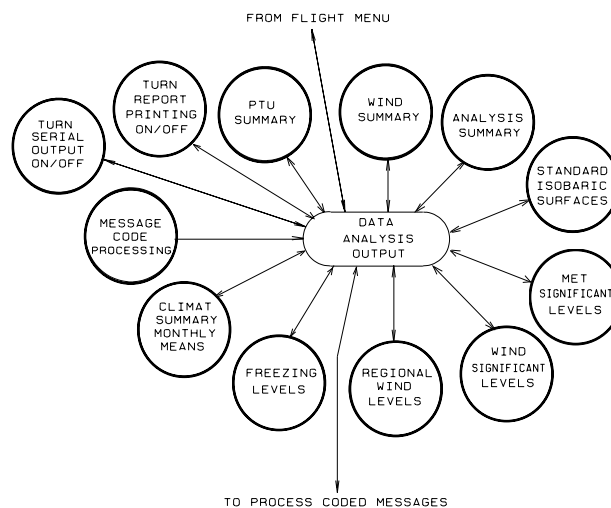 FROM FLIGHT MENU
TURN
REPORT
PRINTING
ON/OFF
PTU
SUMMARY
WIND
SUMMARY
ANALYSIS
SUMMARY
TURN
SERIAL
OUTPUT
ON/OFF
STANDARD
ISOBARIC
SURFACES
MESSAGE
CODE
PROCESSING
DATA
ANALYSIS
OUTPUT
MET
SIGNIFICANT
LEVELS
CLIMAT
SUMMARY
MONTHLY
MEANS
FREEZING
LEVELS
REGIONAL
WIND
LEVELS
WIND
SIGNIFICANT
LEVELS
TO PROCESS CODED MESSAGES